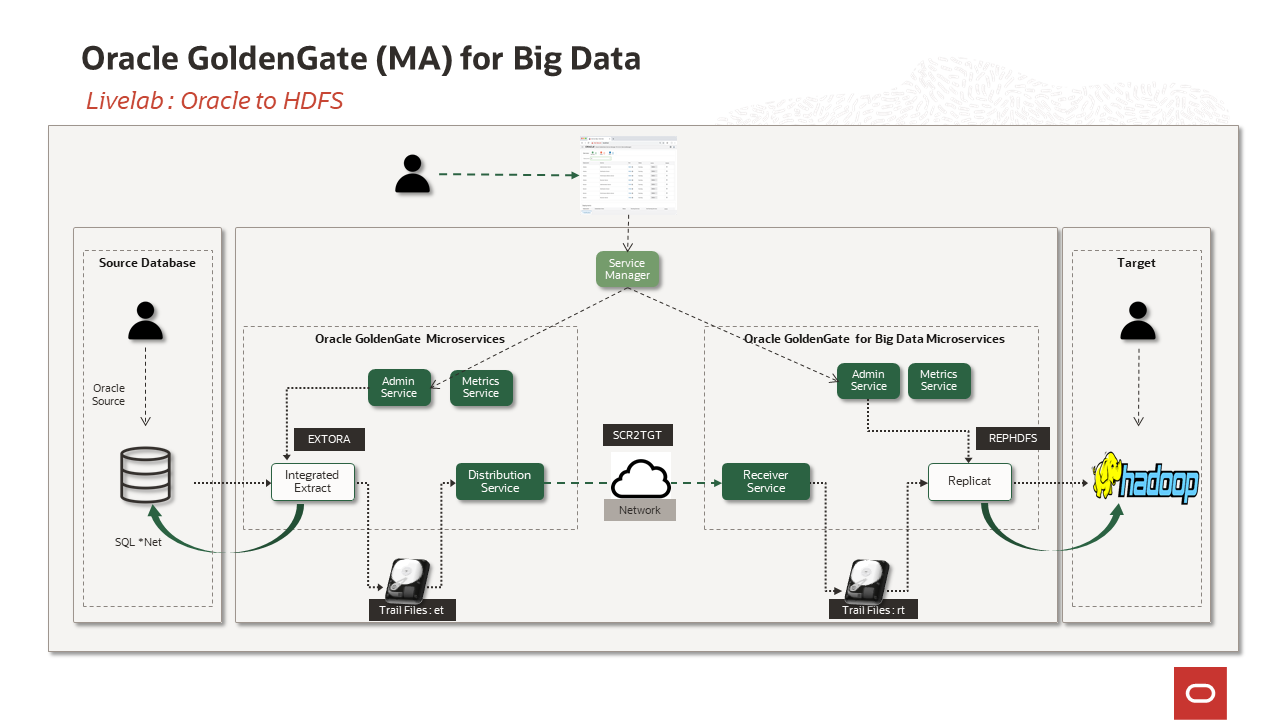 Oracle GoldenGate (MA) for Big Data
Livelab : Oracle to HDFS
Service
Manager
Source Database
Oracle
Source
SQL *Net
Oracle GoldenGate Microservices
Admin
Service
Metrics
Service
EXTORA
Integrated
Extract
Distribution
Service
Trail Files : et
SCR2TGT
Network
Oracle GoldenGate for Big Data Microservices
Admin
Service
Metrics
Service
REPHDFS
Receiver
Service
Replicat
Trail Files : rt
Target
hadoop